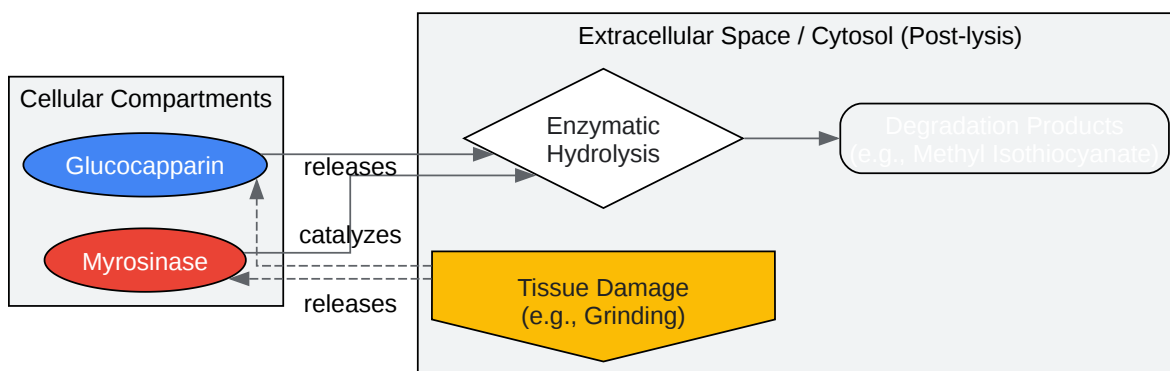 Extracellular Space / Cytosol (Post-lysis)
Cellular Compartments
Glucocapparin
releases
Enzymatic
Hydrolysis
Degradation Products
(e.g., Methyl Isothiocyanate)
Myrosinase
catalyzes
releases
Tissue Damage
(e.g., Grinding)